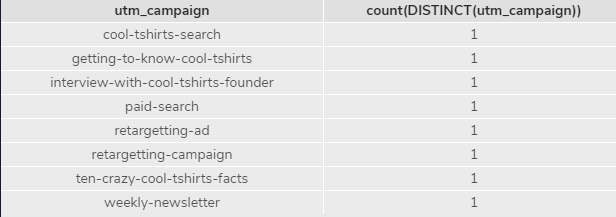 utm_campaign count(DISTINCT(utm_campaign))
cool-tshirts-search 1
getting-to-know-cool-tshirts 1
interview-with-cool-tshirts-founder 1
paid-search 1
retargetting-ad 1
retargetting-campaign 1
ten-crazy-cool-tshirts-facts 1
weekly-newsletter 1